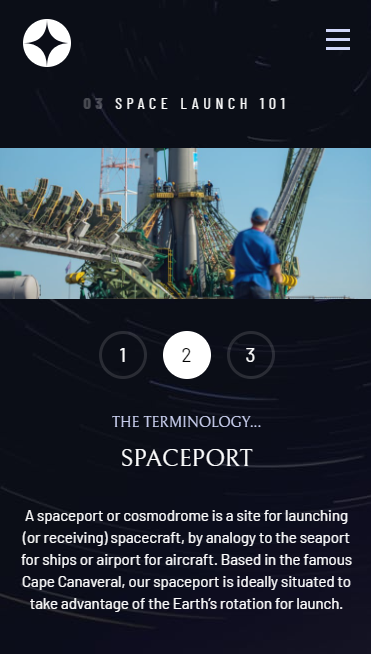 03 SPACE LAUNCH 101
1 2 3
THE TERMINOLOGY...
SPACEPORT
A spaceport or cosmodrome is a site for launching
(or receiving) spacecraft, by analogy to the seaport
for ships or airport for aircraft. Based in the famous
Cape Canaveral, our spaceport is ideally situated to
take advantage of the Earth’s rotation for launch.